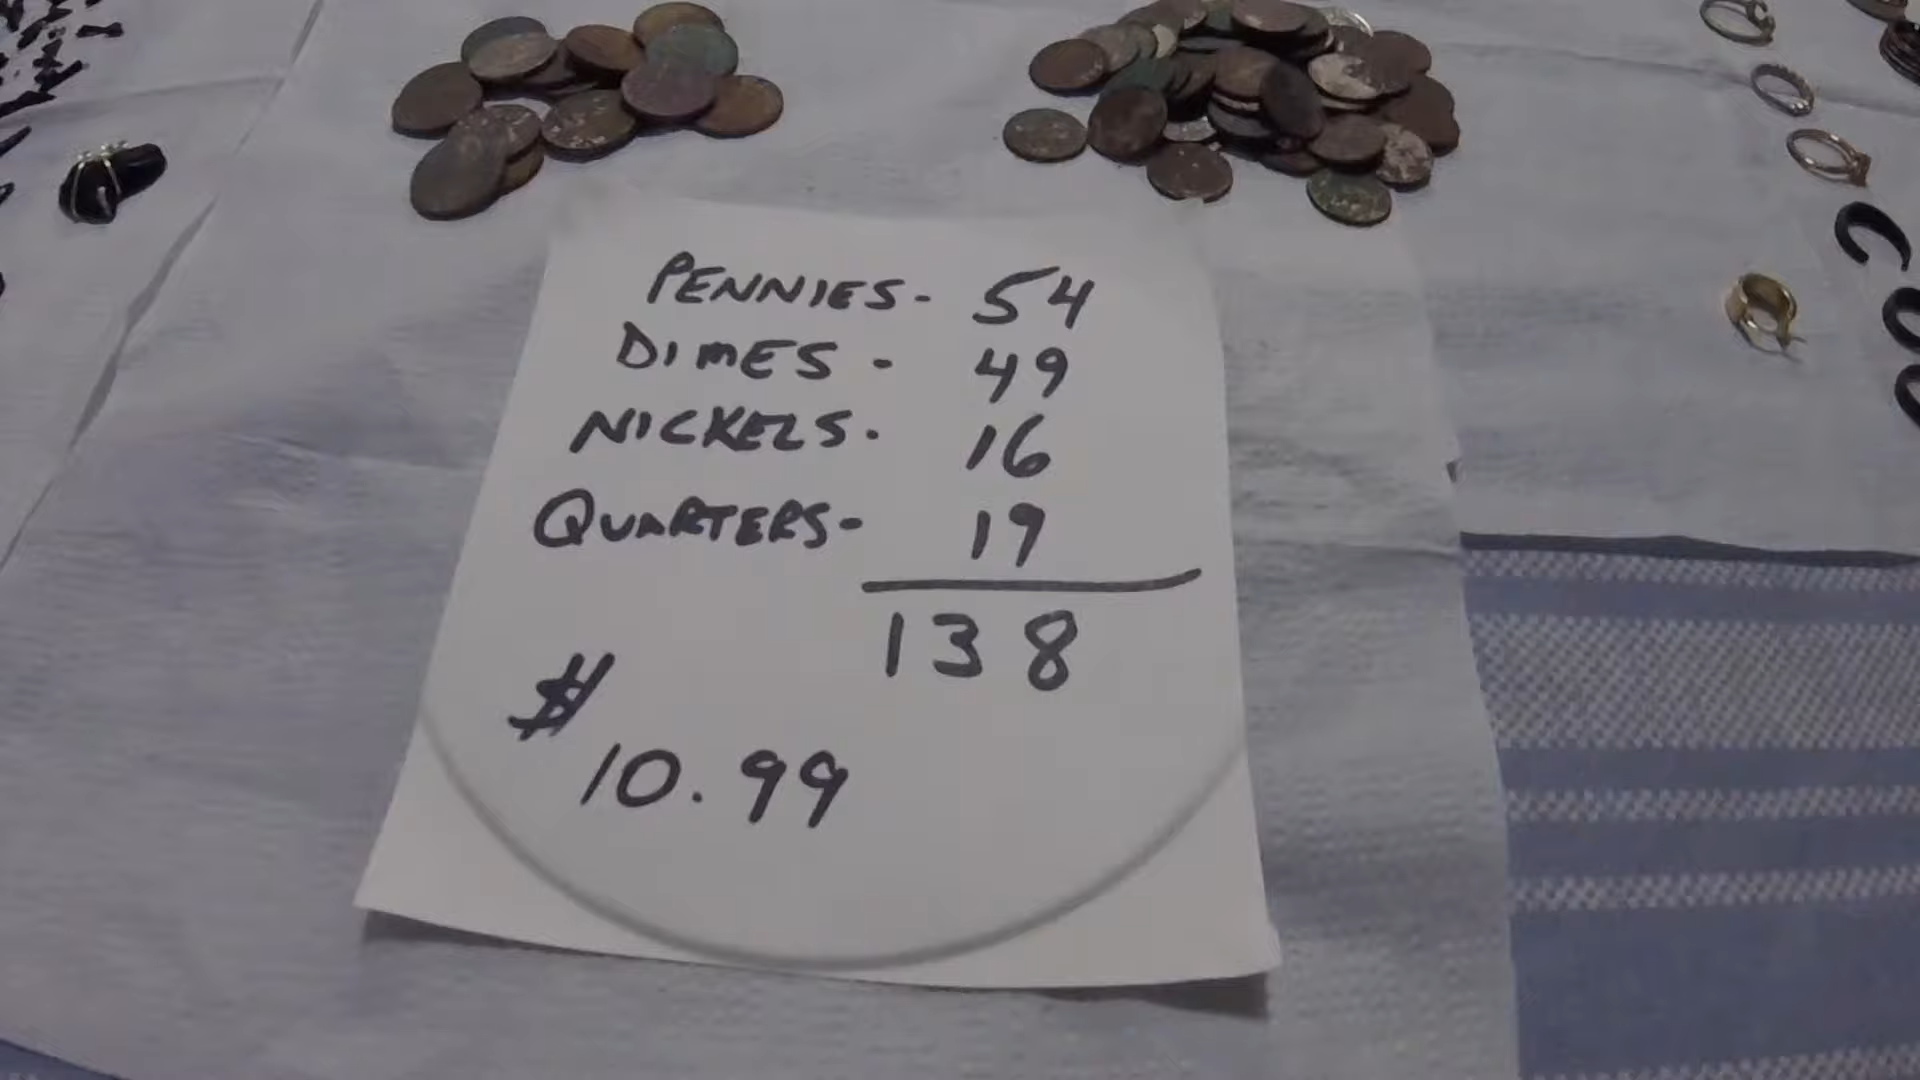 PENNIES - 54
DIMES - 49
NICKELS - 16
QUARTERS - 19
138
$
10.99